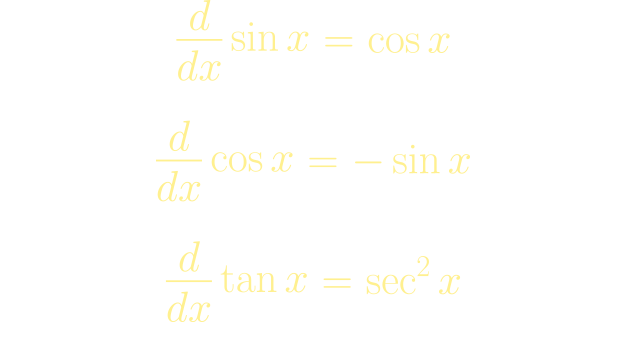 d/dx sin x = cos x
d/dx cos x = − sin x
d/dx tan x = sec² x